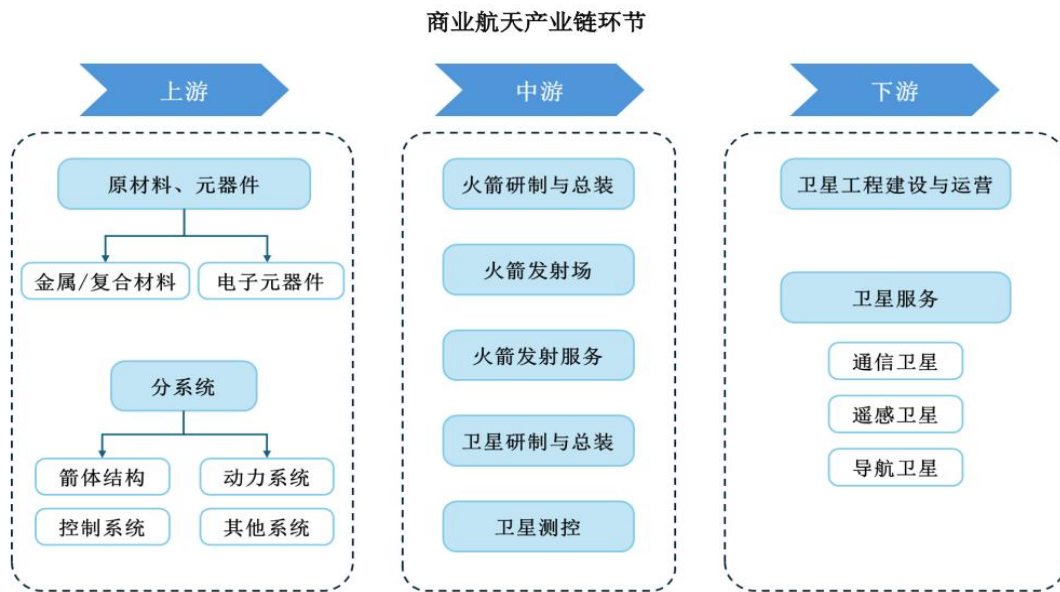 商业航天产业链环节
上游
原材料、元器件
金属/复合材料
电子元器件
分系统
箭体结构
动力系统
控制系统
其他系统
中游
火箭研制与总装
火箭发射场
火箭发射服务
卫星研制与总装
卫星测控
下游
卫星工程建设与运营
卫星服务
通信卫星
遥感卫星
导航卫星